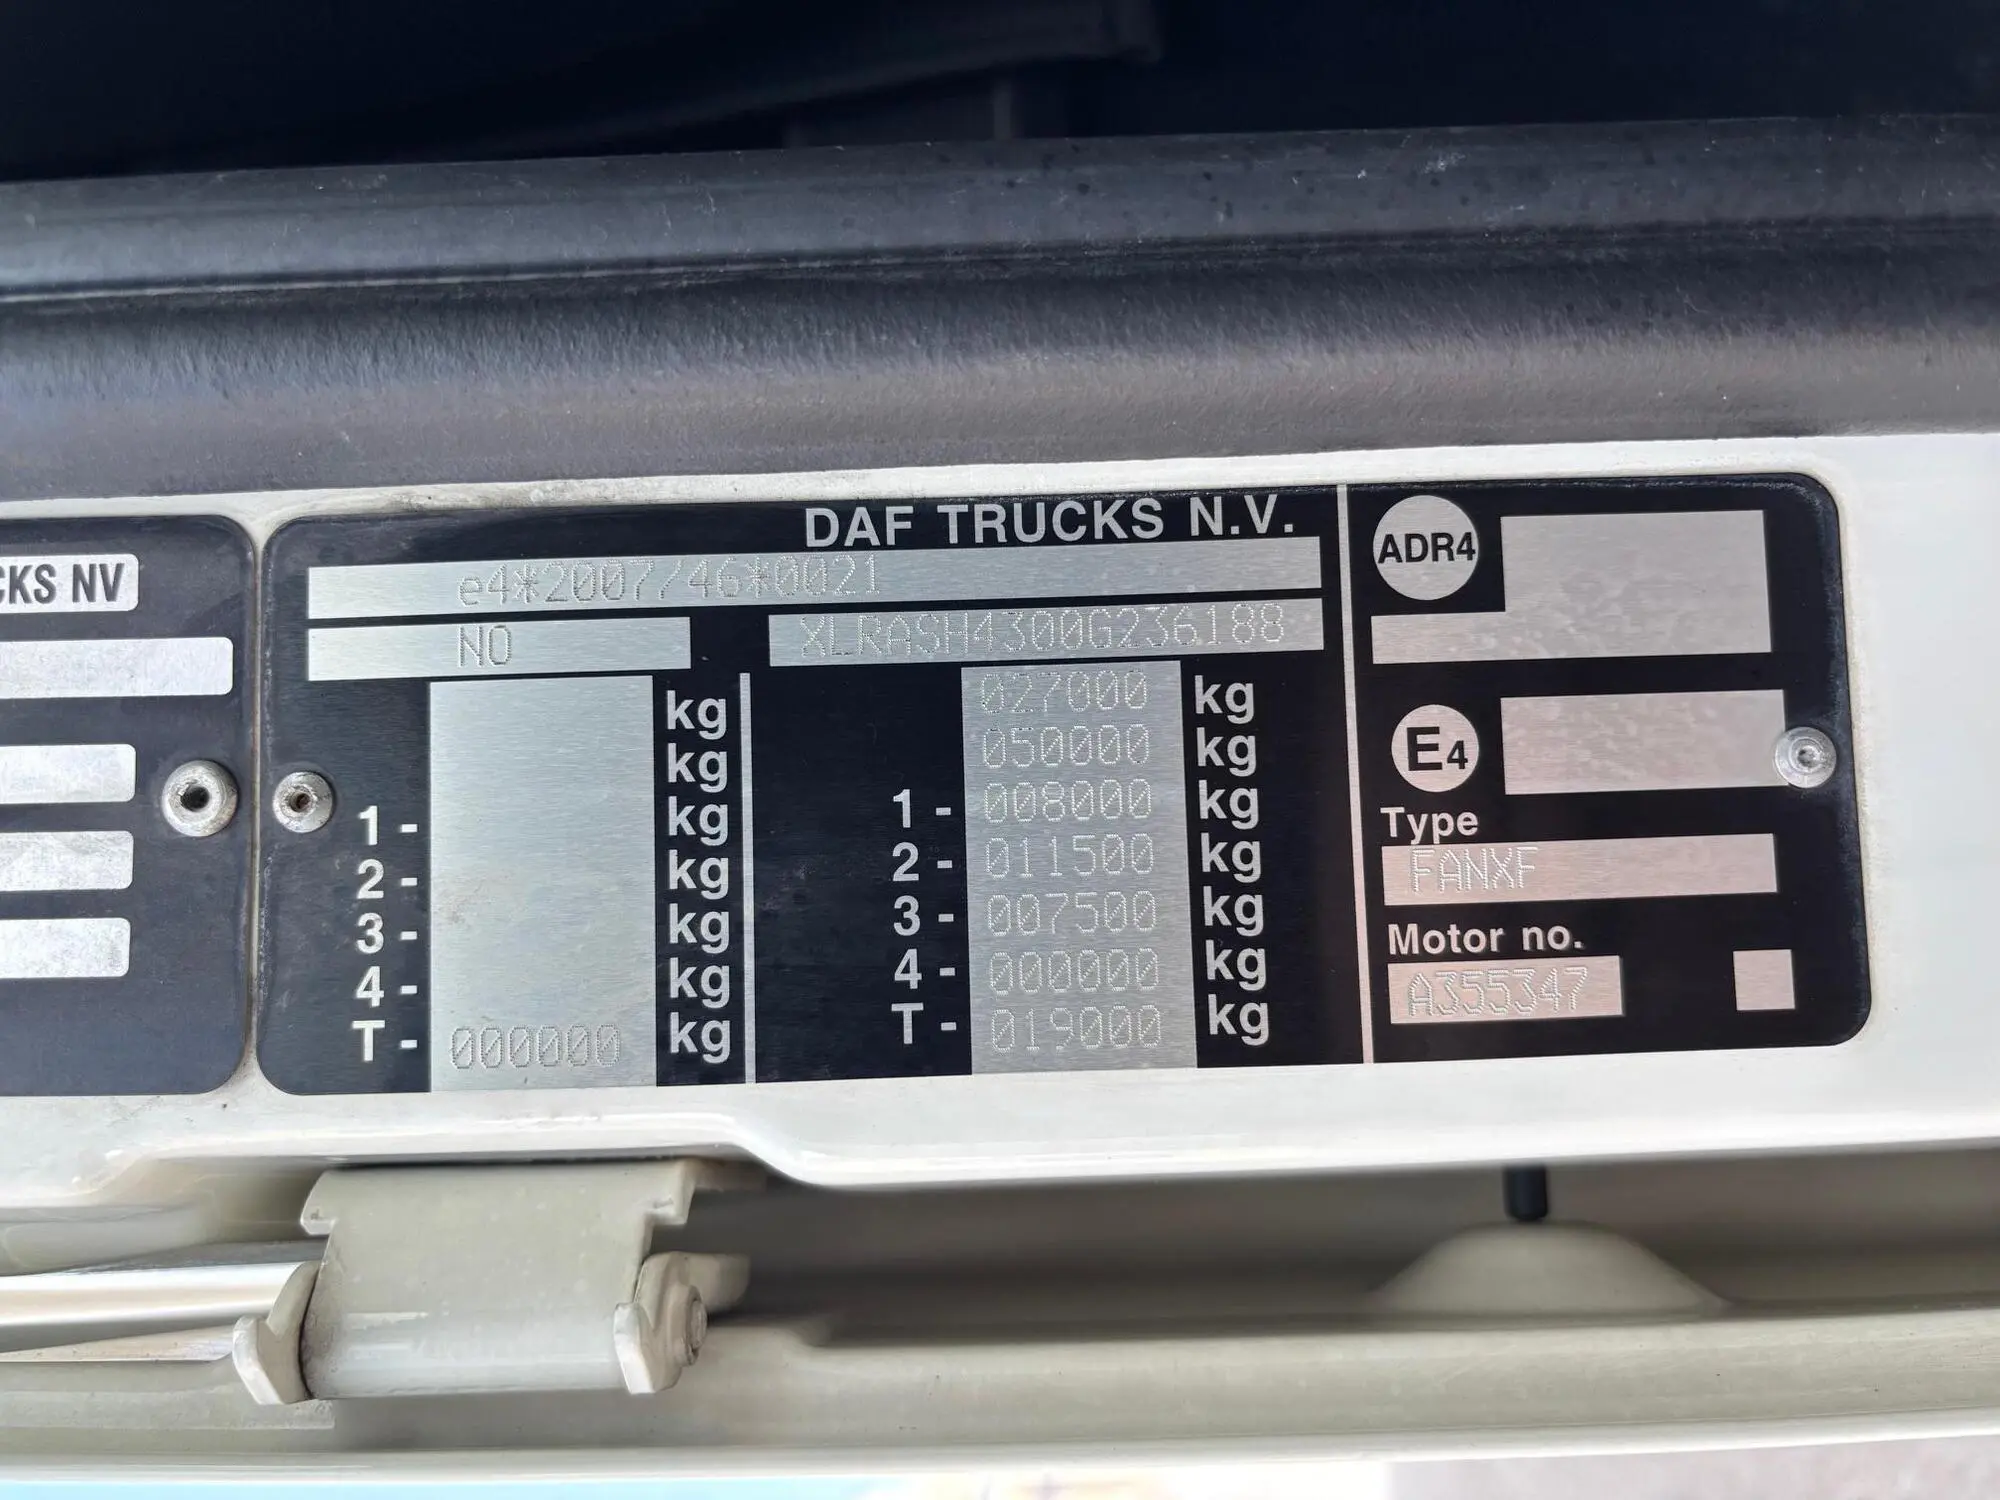 CKS NV
DAF TRUCKS N.V.
e4*2007/46*0021
NO XLRASH4300G236188
kg 027000 kg
kg 050000 kg
1- kg 1- 008000 kg
2- kg 2- 011500 kg
3- kg 3- 007500 kg
4- kg 4- 000000 kg
T- 000000 kg T- 019000 kg
ADR4
E4
Type
FANXF
Motor no.
A355347